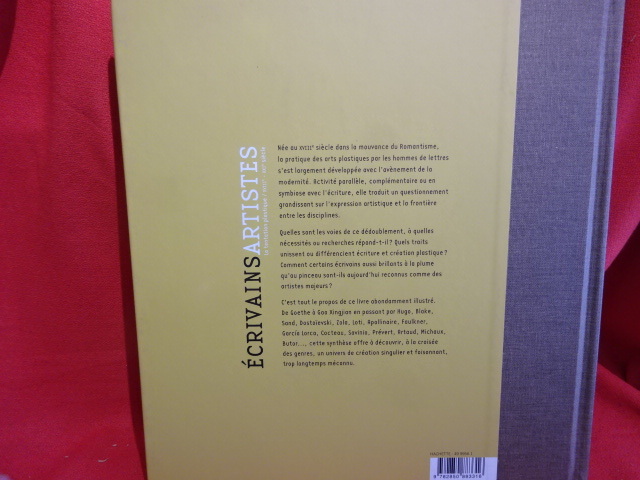 ÉCRIVAINSARTISTES
la tentation plastique XVIIIe - XXIe siècle
Née au XVIIIe siècle dans la mouvance du Romantisme,
la pratique des arts plastiques par les hommes de lettres
s'est largement développée avec l'avènement de la
modernité. Activité parallèle, complémentaire ou en
symbiose avec l'écriture, elle traduit un questionnement
grandissant sur l'expression artistique et la frontière
entre les disciplines.
Quelles sont les voies de ce dédoublement, à quelles
nécessités ou recherches répond-t-il ? Quels traits
unissent ou différencient écriture et création plastique ?
Comment certains écrivains aussi brillants à la plume
qu'au pinceau sont-ils aujourd'hui reconnus comme des
artistes majeurs ?
C'est tout le propos de ce livre abondamment illustré.
De Goethe à Gao Xingjian en passant par Hugo, Blake,
Sand, Dostoïevski, Zola, Loti, Apollinaire, Faulkner,
García Lorca, Cocteau, Savinio, Prévert, Artaud, Michaux,
Butor..., cette synthèse offre à découvrir, à la croisée
des genres, un univers de création singulier et foisonnant,
trop longtemps méconnu.